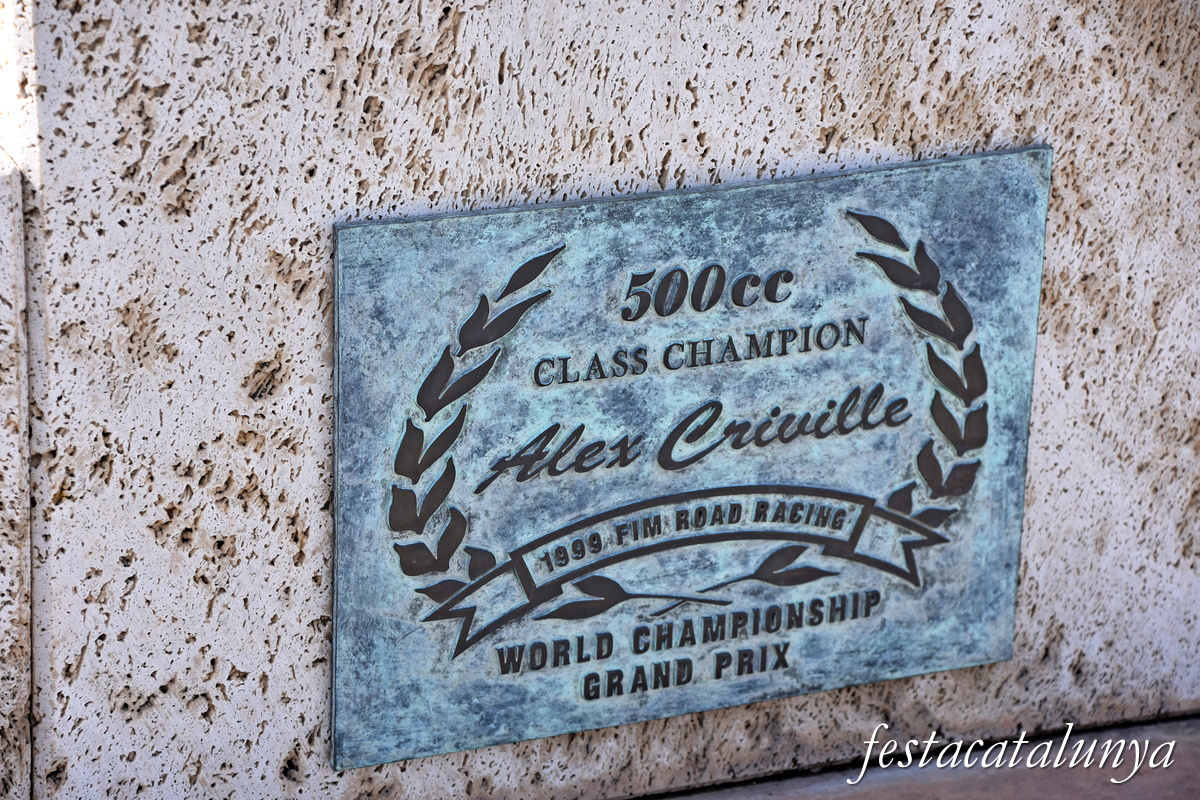 500cc
CLASS CHAMPION
Alex Criville
1999 FIM ROAD RACING
WORLD CHAMPIONSHIP
GRAND PRIX
festacatalunya